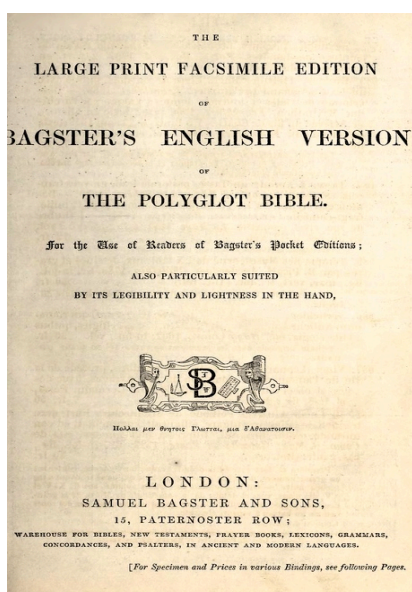 THE
LARGE PRINT FACSIMILE EDITION
OF
BAGSTER'S ENGLISH VERSION
OF
THE POLYGLOT BIBLE.
For the Use of Readers of Bagster's Pocket Editions;
ALSO PARTICULARLY SUITED
BY ITS LEGIBILITY AND LIGHTNESS IN THE HAND,
SB
Πολλαι μεν θνητοις Γλωτται, μια δ'Αθανατοισιν.
LONDON:
SAMUEL BAGSTER AND SONS,
15, PATERNOSTER ROW;
WAREHOUSE FOR BIBLES, NEW TESTAMENTS, PRAYER BOOKS, LEXICONS, GRAMMARS,
CONCORDANCES, AND PSALTERS, IN ANCIENT AND MODERN LANGUAGES.
[For Specimen and Prices in various Bindings, see following Pages.